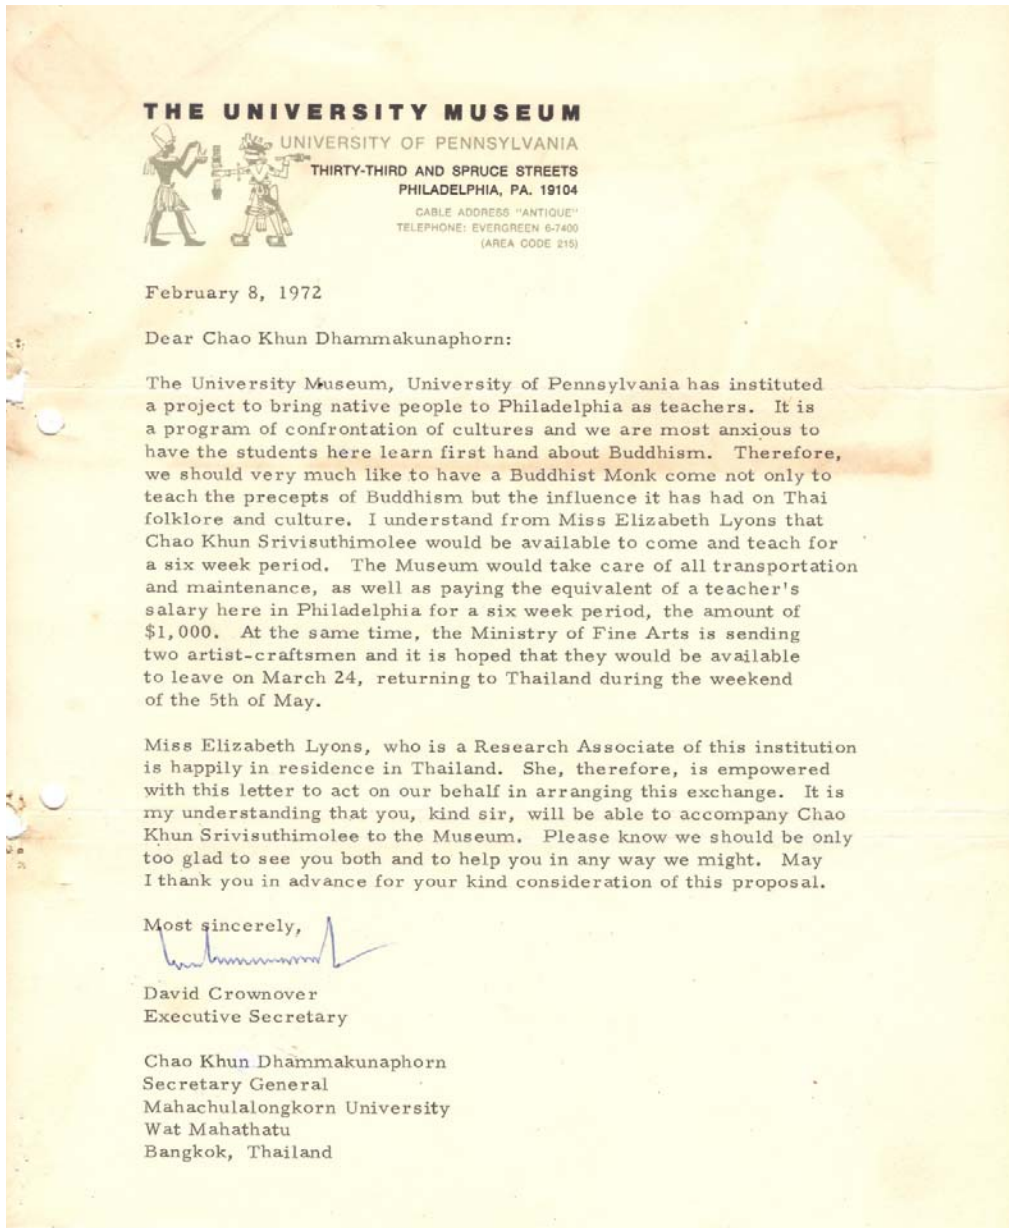 THE UNIVERSITY MUSEUM
UNIVERSITY OF PENNSYLVANIA
THIRTY-THIRD AND SPRUCE STREETS
PHILADELPHIA, PA. 19104
CABLE ADDRESS "ANTIQUE"
TELEPHONE: EVERGREEN 6-7400
(AREA CODE 215)
February 8, 1972
Dear Chao Khun Dhammakunaphorn:
The University Museum, University of Pennsylvania has instituted
a project to bring native people to Philadelphia as teachers. It is
a program of confrontation of cultures and we are most anxious to
have the students here learn first hand about Buddhism. Therefore,
we should very much like to have a Buddhist Monk come not only to
teach the precepts of Buddhism but the influence it has had on Thai
folklore and culture. I understand from Miss Elizabeth Lyons that
Chao Khun Srivisuthimolee would be available to come and teach for
a six week period. The Museum would take care of all transportation
and maintenance, as well as paying the equivalent of a teacher's
salary here in Philadelphia for a six week period, the amount of
$1,000. At the same time, the Ministry of Fine Arts is sending
two artist-craftsmen and it is hoped that they would be available
to leave on March 24, returning to Thailand during the weekend
of the 5th of May.
Miss Elizabeth Lyons, who is a Research Associate of this institution
is happily in residence in Thailand. She, therefore, is empowered
with this letter to act on our behalf in arranging this exchange. It is
my understanding that you, kind sir, will be able to accompany Chao
Khun Srivisuthimolee to the Museum. Please know we should be only
too glad to see you both and to help you in any way we might. May
I thank you in advance for your kind consideration of this proposal.
Most sincerely,
David Crownover
Executive Secretary
Chao Khun Dhammakunaphorn
Secretary General
Mahachulalongkorn University
Wat Mahathatu
Bangkok, Thailand